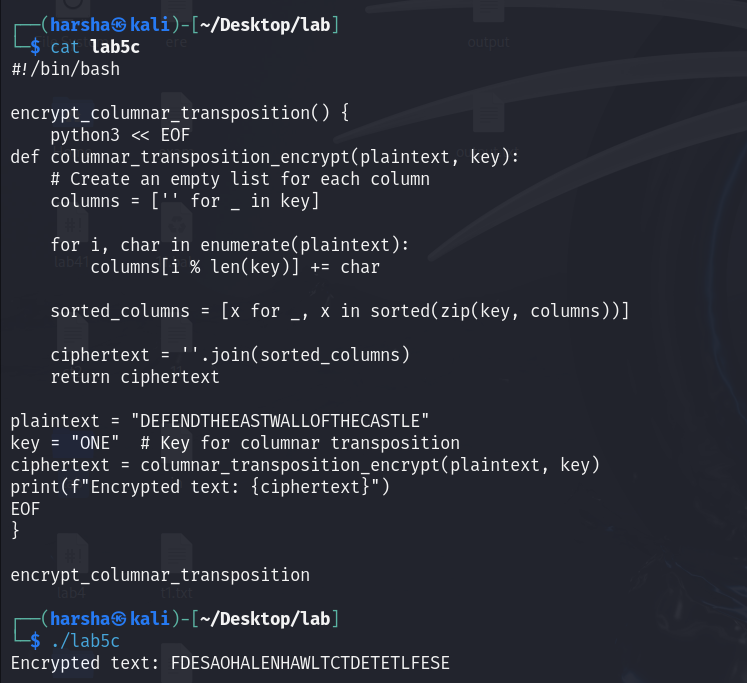 ┌──(harsha㉿kali)-[~/Desktop/lab]
└─$ cat lab5c
#!/bin/bash

encrypt_columnar_transposition() {
    python3 << EOF
def columnar_transposition_encrypt(plaintext, key):
    # Create an empty list for each column
    columns = ['' for _ in key]

    for i, char in enumerate(plaintext):
        columns[i % len(key)] += char

    sorted_columns = [x for _, x in sorted(zip(key, columns))]

    ciphertext = ''.join(sorted_columns)
    return ciphertext

plaintext = "DEFENDTHEEASTWALLOFTHECASTLE"
key = "ONE"  # Key for columnar transposition
ciphertext = columnar_transposition_encrypt(plaintext, key)
print(f"Encrypted text: {ciphertext}")
EOF
}

encrypt_columnar_transposition

┌──(harsha㉿kali)-[~/Desktop/lab]
└─$ ./lab5c
Encrypted text: FDESAOHALENHAWLTCTDETETLFESE